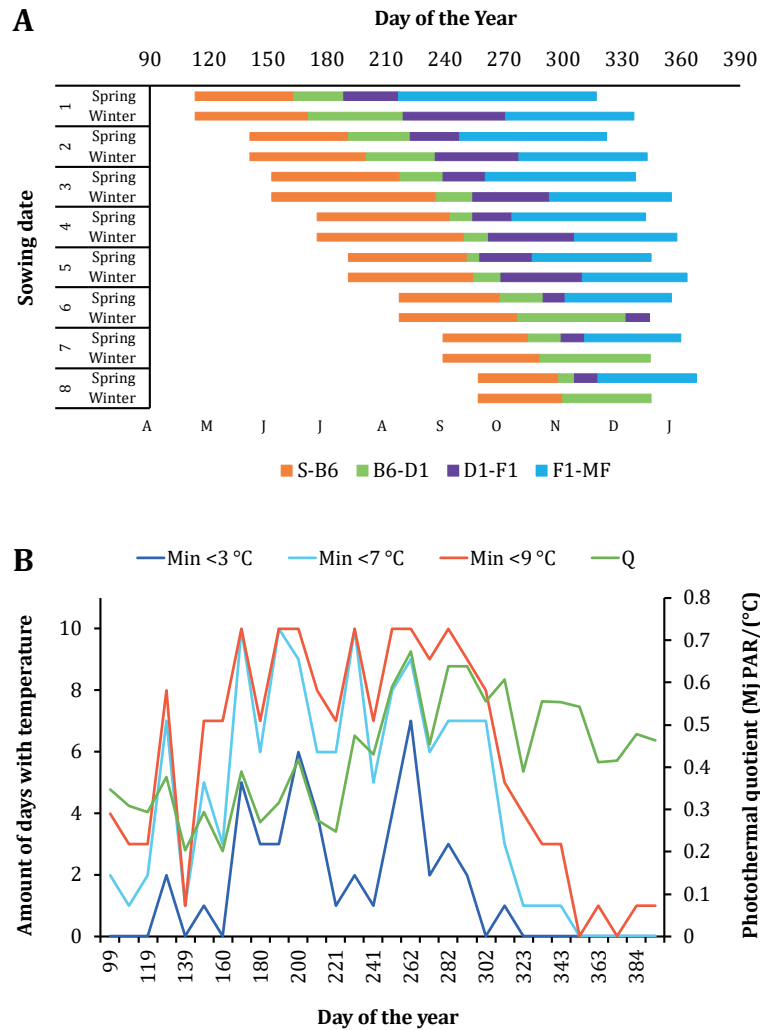 A
Day of the Year
90 120 150 180 210 240 270 300 330 360 390
Sowing date
1 Spring
Winter
2 Spring
Winter
3 Spring
Winter
4 Spring
Winter
5 Spring
Winter
6 Spring
Winter
7 Spring
Winter
8 Spring
Winter
A M J J A S O N D J
S-B6 B6-D1 D1-F1 F1-MF
B
Min <3 °C Min <7 °C Min <9 °C Q
Amount of days with temperature
10
8
6
4
2
0
0.8
0.7
0.6
0.5
0.4
0.3
0.2
0.1
0
Photothermal quotient (Mj PAR/(°C)
99 119 139 160 180 200 221 241 262 282 302 323 343 363 384
Day of the year